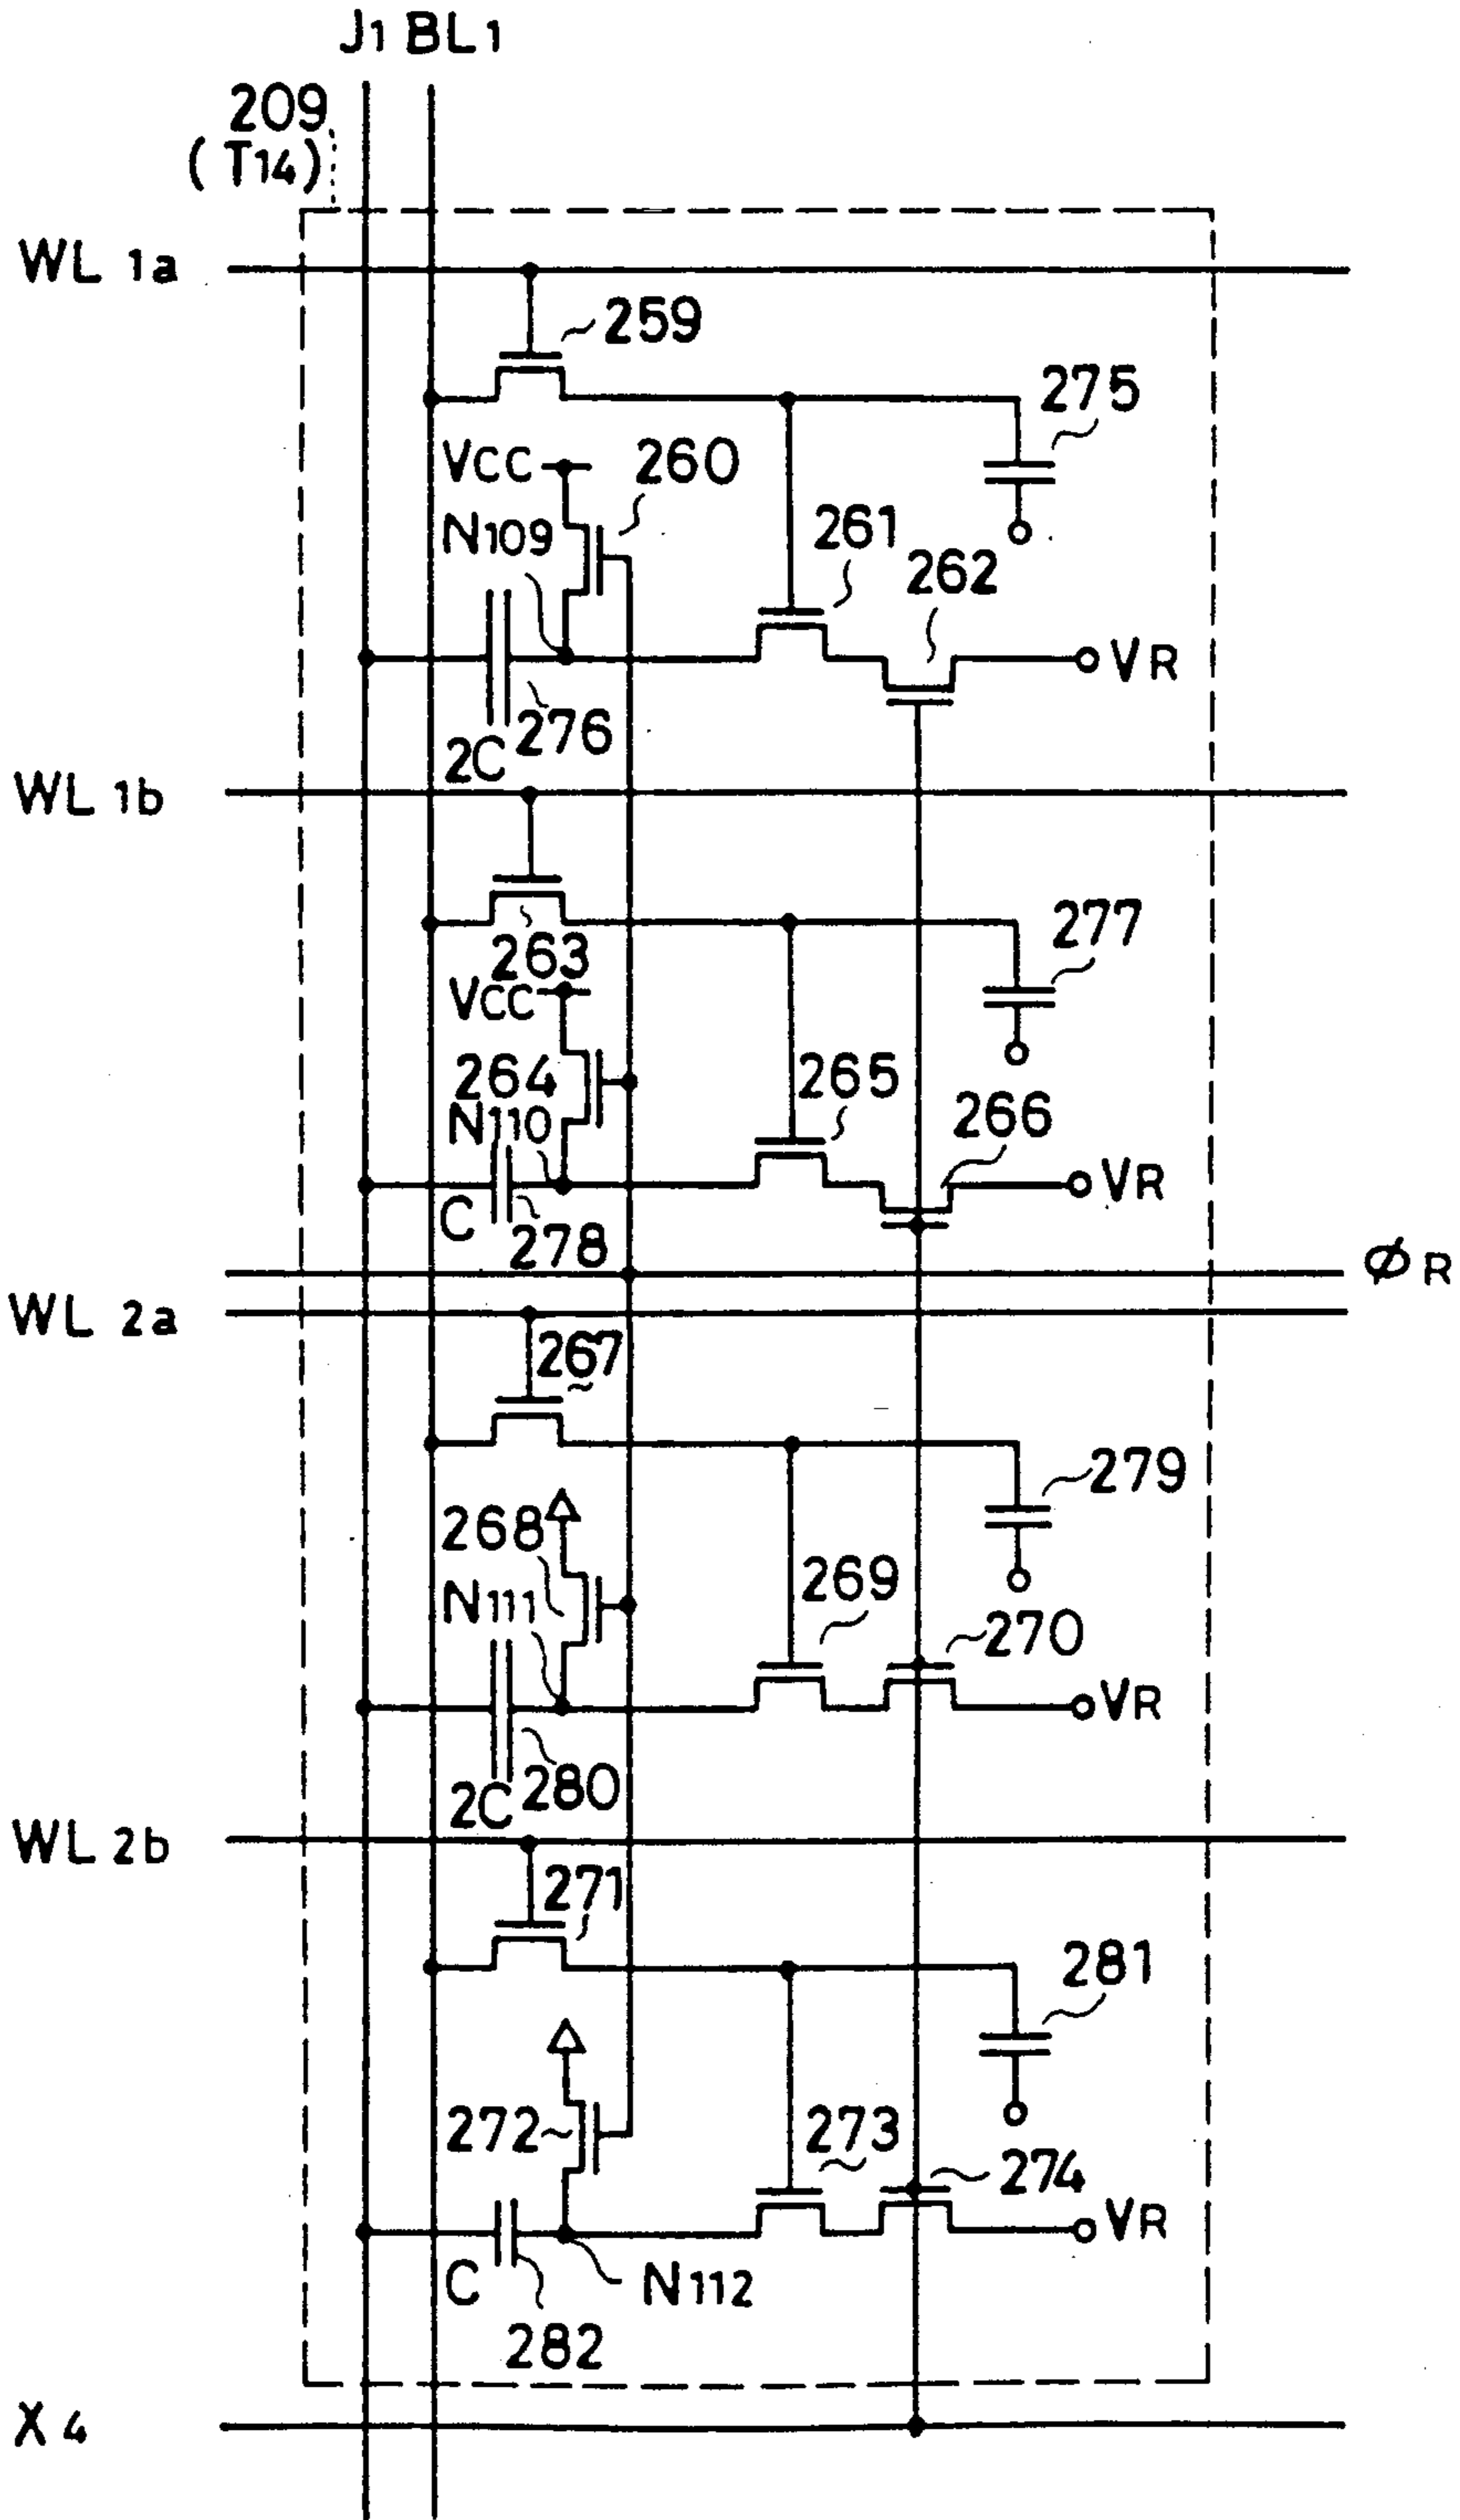 J1 BL1
209
(T14)
WL 1a
259
275
VCC
260
N109
261
262
VR
276
2C
WL 1b
263
277
VCC
264
265
N110
266
VR
C
278
ΦR
WL 2a
267
279
268
269
N111
270
VR
280
2C
WL 2b
271
281
272
273
274
VR
C
N112
282
X4